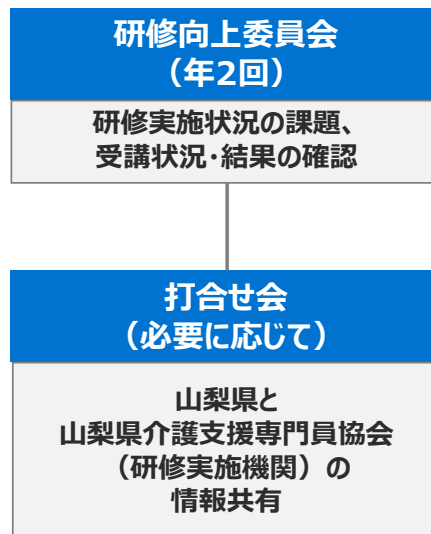 研修向上委員会
（年2回）
研修実施状況の課題、
受講状況･結果の確認
打合せ会
（必要に応じて）
山梨県と
山梨県介護支援専門員協会
（研修実施機関）の
情報共有